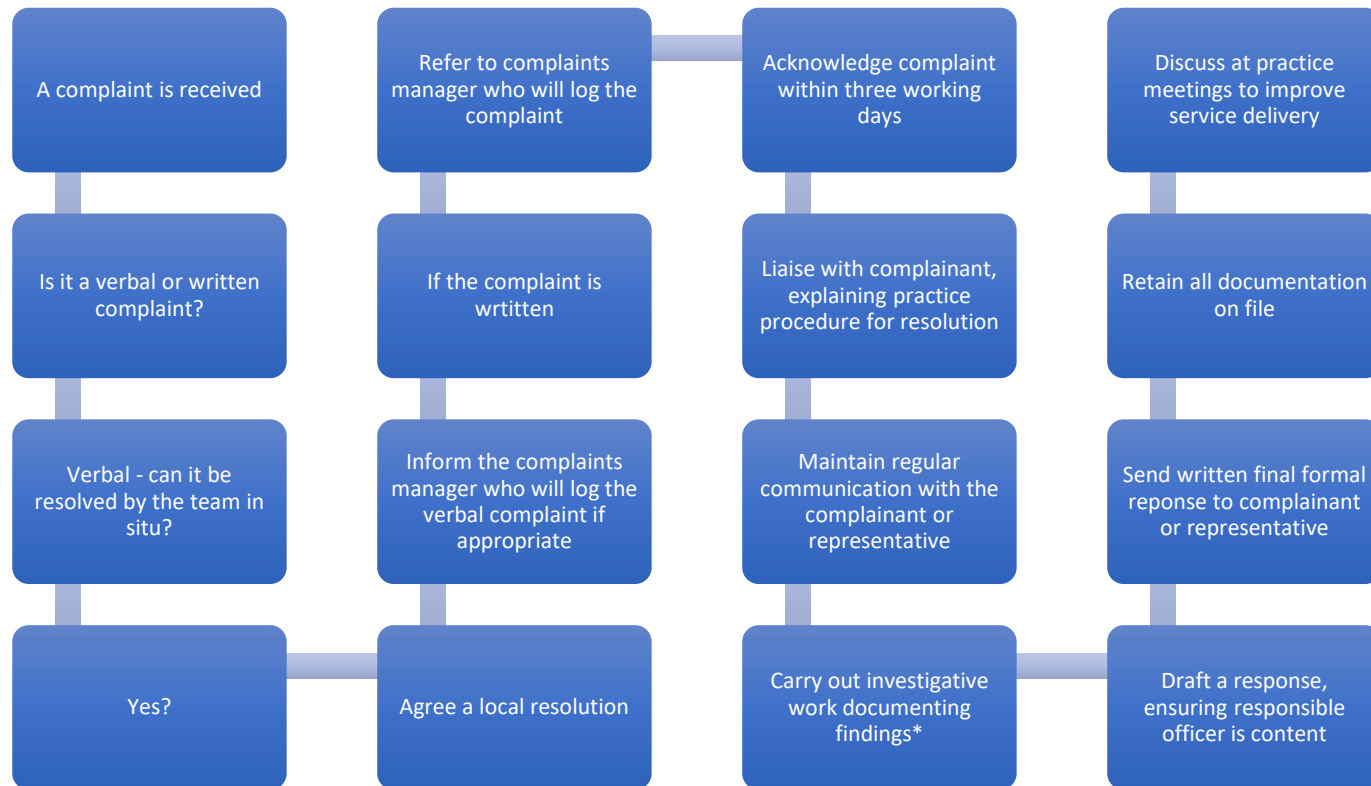 A complaint is received
Is it a verbal or written
complaint?
Verbal - can it be
resolved by the team in
situ?
Yes?
Agree a local resolution
Inform the complaints
manager who will log the
verbal complaint if
appropriate
If the complaint is
wrtitten
Refer to complaints
manager who will log the
complaint
Acknowledge complaint
within three working
days
Liaise with complainant,
explaining practice
procedure for resolution
Maintain regular
communication with the
complainant or
representative
Carry out investigative
work documenting
findings*
Draft a response,
ensuring responsible
officer is content
Send written final formal
reponse to complainant
or representative
Retain all documentation
on file
Discuss at practice
meetings to improve
service delivery